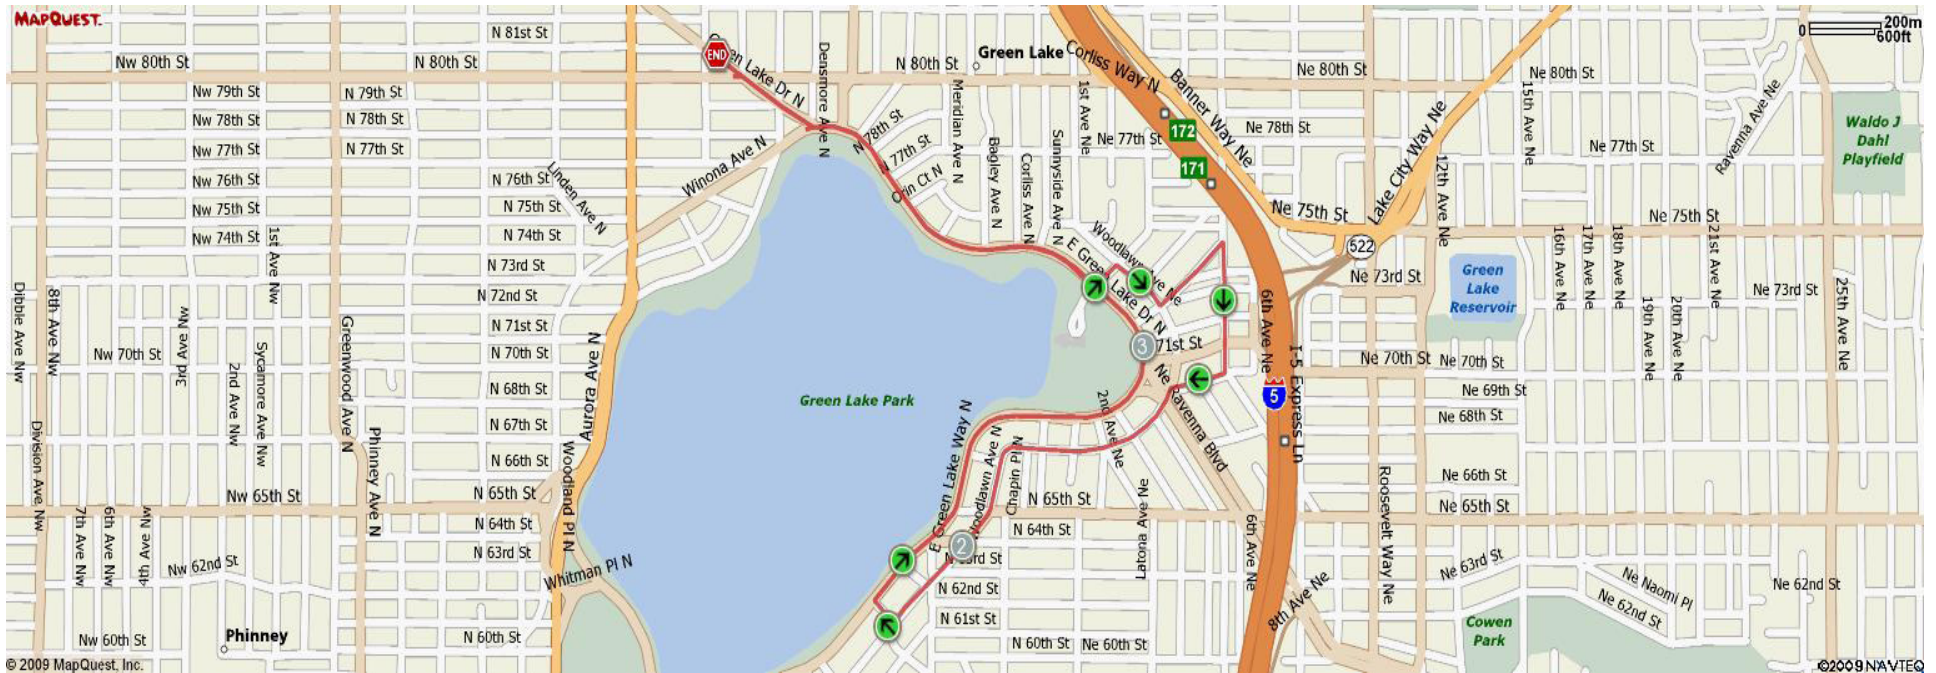 MAPQUEST.
200m
0
600ft
N 81st St
Green Lake
Corliss Way N
Banner Way Ne
END
Green Lake Dr N
Densmore Ave N
Nw 80th St
N 80th St
N 80th St
Ne 80th St
Ne 80th St
Nw 79th St
N 79th St
Meridian Ave N
1st Ave Ne
15th Ave Ne
Ravenna Ave Ne
Nw 78th St
N 78th St
N 78th St
172
Ne 78th St
Lake City Way Ne
Waldo J
Dahl
Playfield
Nw 77th St
N 77th St
N 77th St
Ne 77th St
Ne 77th St
Bagley Ave N
Corliss Ave N
Sunnyside Ave N
171
12th Ave Ne
Winona Ave N
Linden Ave N
Nw 76th St
N 76th St
Orin Ct N
Nw 75th St
N 75th St
Ne 75th St
Ne 75th St
Nw 74th St
1st Ave Nw
N 74th St
Woodlawn Ave Ne
522
16th Ave Ne
17th Ave Ne
18th Ave Ne
21st Ave Ne
N 73rd St
E Green Lake Dr N
Ne 73rd St
Green
Lake
Reservoir
Ne 73rd St
25th Ave Ne
Dibble Ave Nw
8th Ave Nw
N 72nd St
6th Ave Ne
19th Ave Ne
20th Ave Ne
3rd Ave Nw
Greenwood Ave N
N 71st St
Aurora Ave N
3
71st St
I-5 Express Ln
Nw 70th St
Sycamore Ave Nw
2nd Ave Nw
N 70th St
Ne 70th St
Ne 70th St
N 68th St
Ne Ravenna Blvd
5
Ne 69th St
Green Lake Park
2nd Ave Ne
Ne 68th St
Division Ave Nw
Phinney Ave N
N 67th St
E Green Lake Way N
Woodlawn Ave N
Chapin Pl N
N 66th St
Woodland Pl N
Roosevelt Way Ne
Ne 66th St
Nw 65th St
N 65th St
N 65th St
Latona Ave Ne
Ne 65th St
7th Ave Nw
6th Ave Nw
4th Ave Nw
N 64th St
N 64th St
6th Ave Ne
2
N 63rd St
N 63rd St
Ne 63rd St
Nw 62nd St
Whitman Pl N
N 62nd St
8th Ave Ne
Ne Naomi Pl
Ne 62nd St
Ne 62nd St
N 61st St
Nw 60th St
Phinney
N 60th St
N 60th St
Ne 60th St
Cowen
Park
© 2009 MapQuest, Inc.
©2009 NAVTEQ